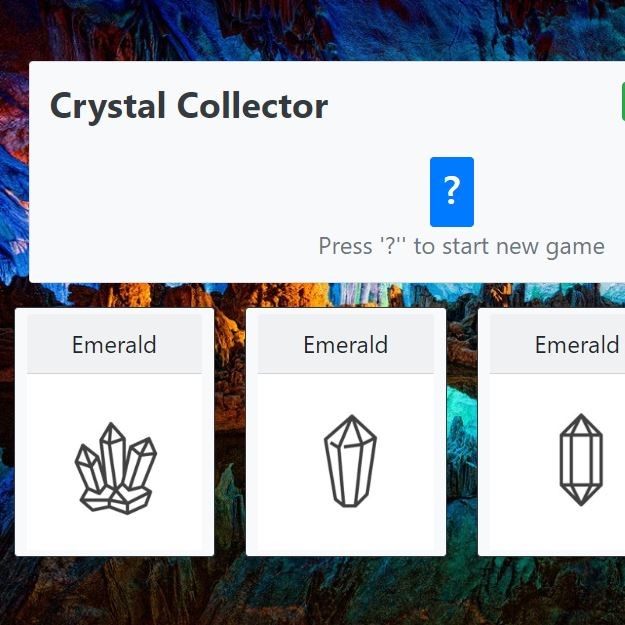 Crystal Collector
?
Press '?'' to start new game
Emerald
Emerald
Emerald